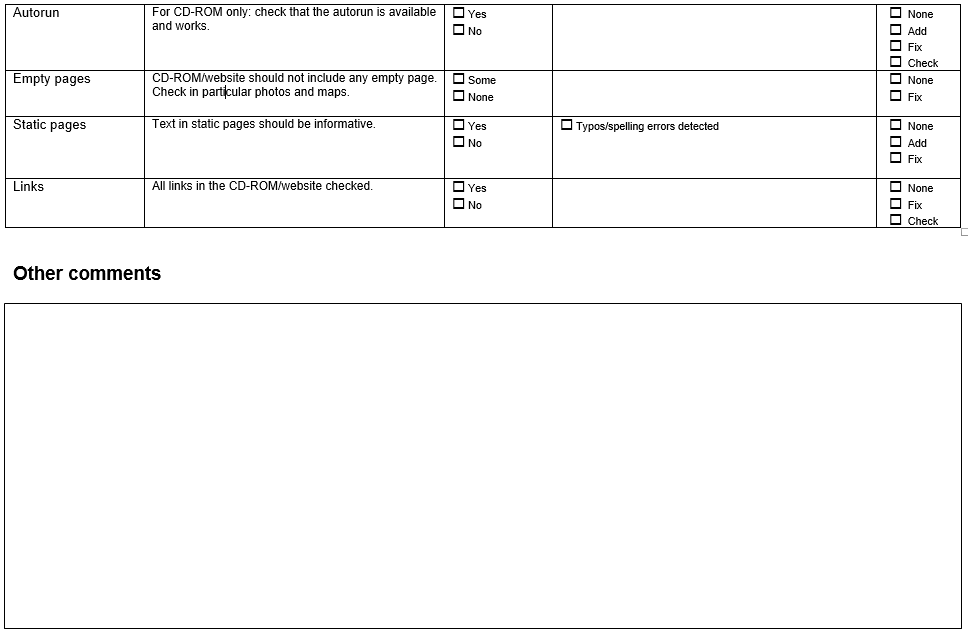 Autorun
For CD-ROM only: check that the autorun is available
and works.
Yes
No
None
Add
Fix
Check
Empty pages
CD-ROM/website should not include any empty page.
Check in particular photos and maps.
Some
None
None
Fix
Static pages
Text in static pages should be informative.
Yes
No
Typos/spelling errors detected
None
Add
Fix
Links
All links in the CD-ROM/website checked.
Yes
No
None
Fix
Check
Other comments